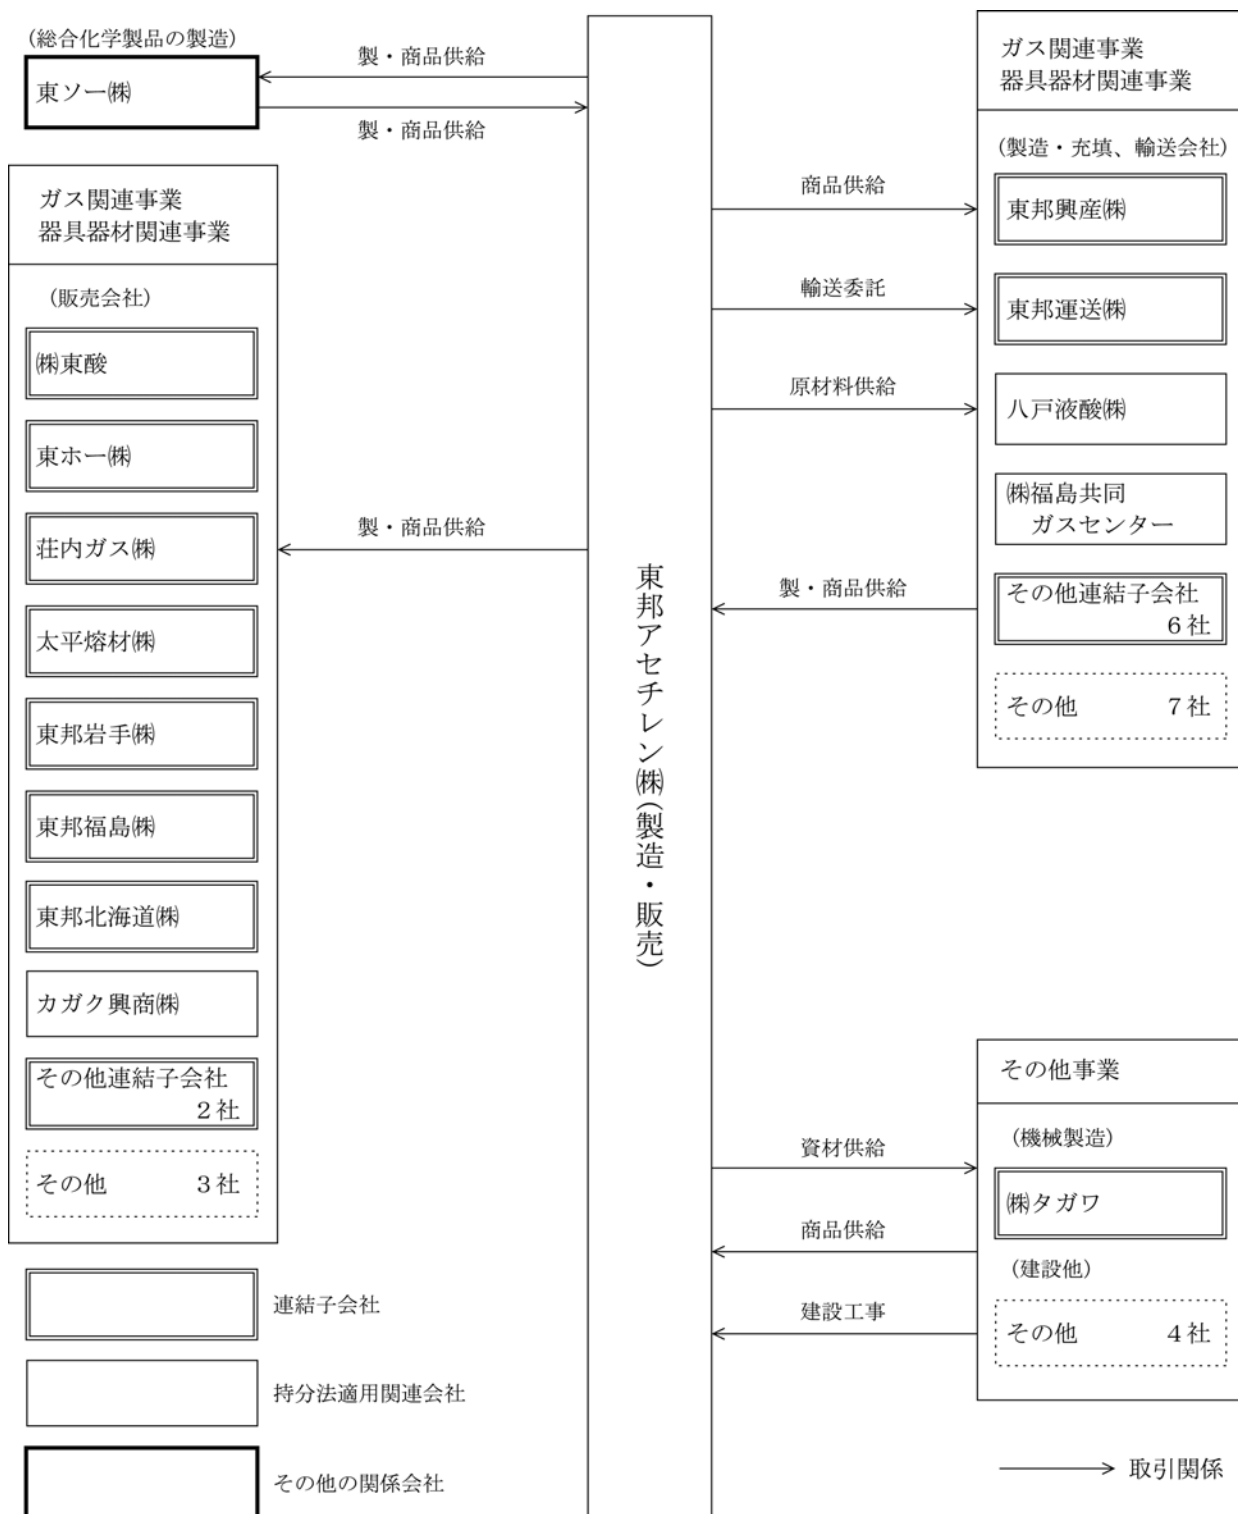 (総合化学製品の製造)
東ソー㈱
製・商品供給
製・商品供給
ガス関連事業
器具器材関連事業
(販売会社)
㈱東酸
東ホー㈱
荘内ガス㈱
太平熔材㈱
東邦岩手㈱
東邦福島㈱
東邦北海道㈱
カガク興商㈱
その他連結子会社
２社
その他　３社
製・商品供給
東邦アセチレン㈱(製造・販売)
ガス関連事業
器具器材関連事業
(製造・充填、輸送会社)
商品供給
東邦興産㈱
輸送委託
東邦運送㈱
原材料供給
八戸液酸㈱
㈱福島共同
ガスセンター
製・商品供給
その他連結子会社
６社
その他　７社
その他事業
(機械製造)
資材供給
㈱タガワ
商品供給
(建設他)
建設工事
その他　４社
連結子会社
持分法適用関連会社
その他の関係会社
取引関係